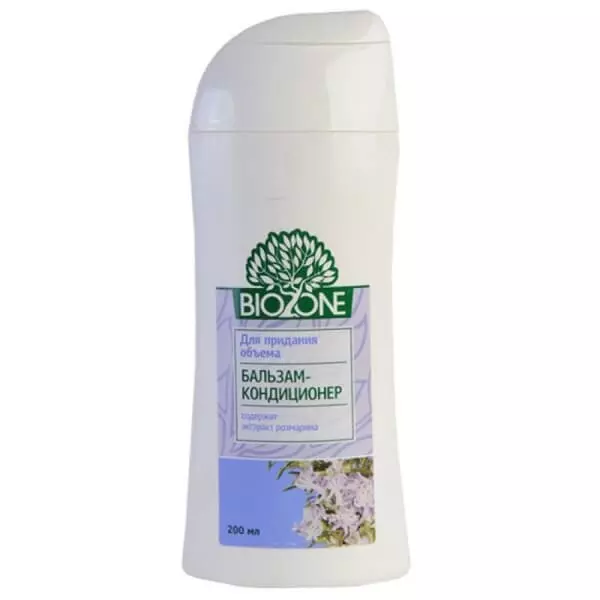 BIOZONE
Для придания
объема
БАЛЬЗАМ-
КОНДИЦИОНЕР
содержит
экстракт розмарина
200 мл